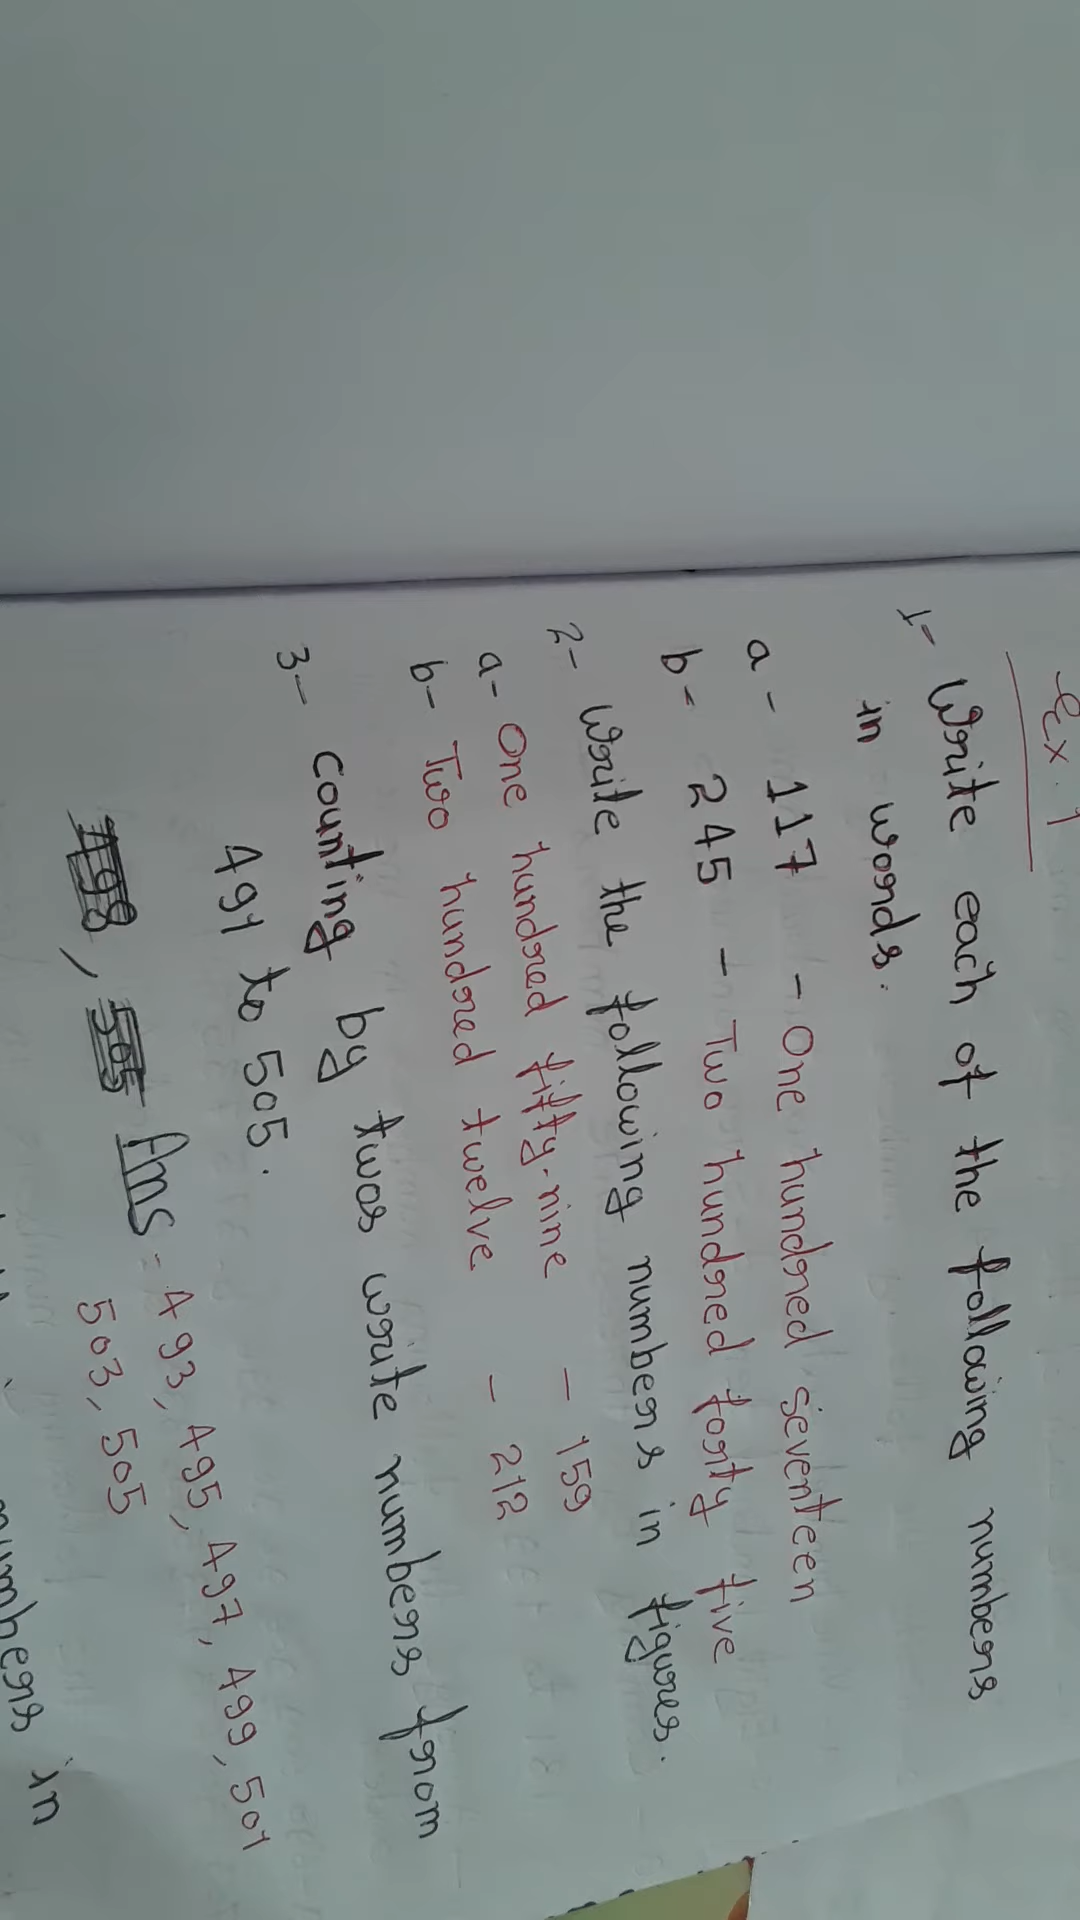 Ex. 1
1- Write each of the following numbers
in words.
a- 117 - One hundred seventeen
b- 245 - Two hundred forty five
2- Write the following numbers in figures.
a- One hundred fifty-nine - 159
b- Two hundred twelve - 212
3- counting by twos write numbers from
491 to 505.
498, 505 Ans = 493, 495, 497, 499, 501
503, 505
numbers in